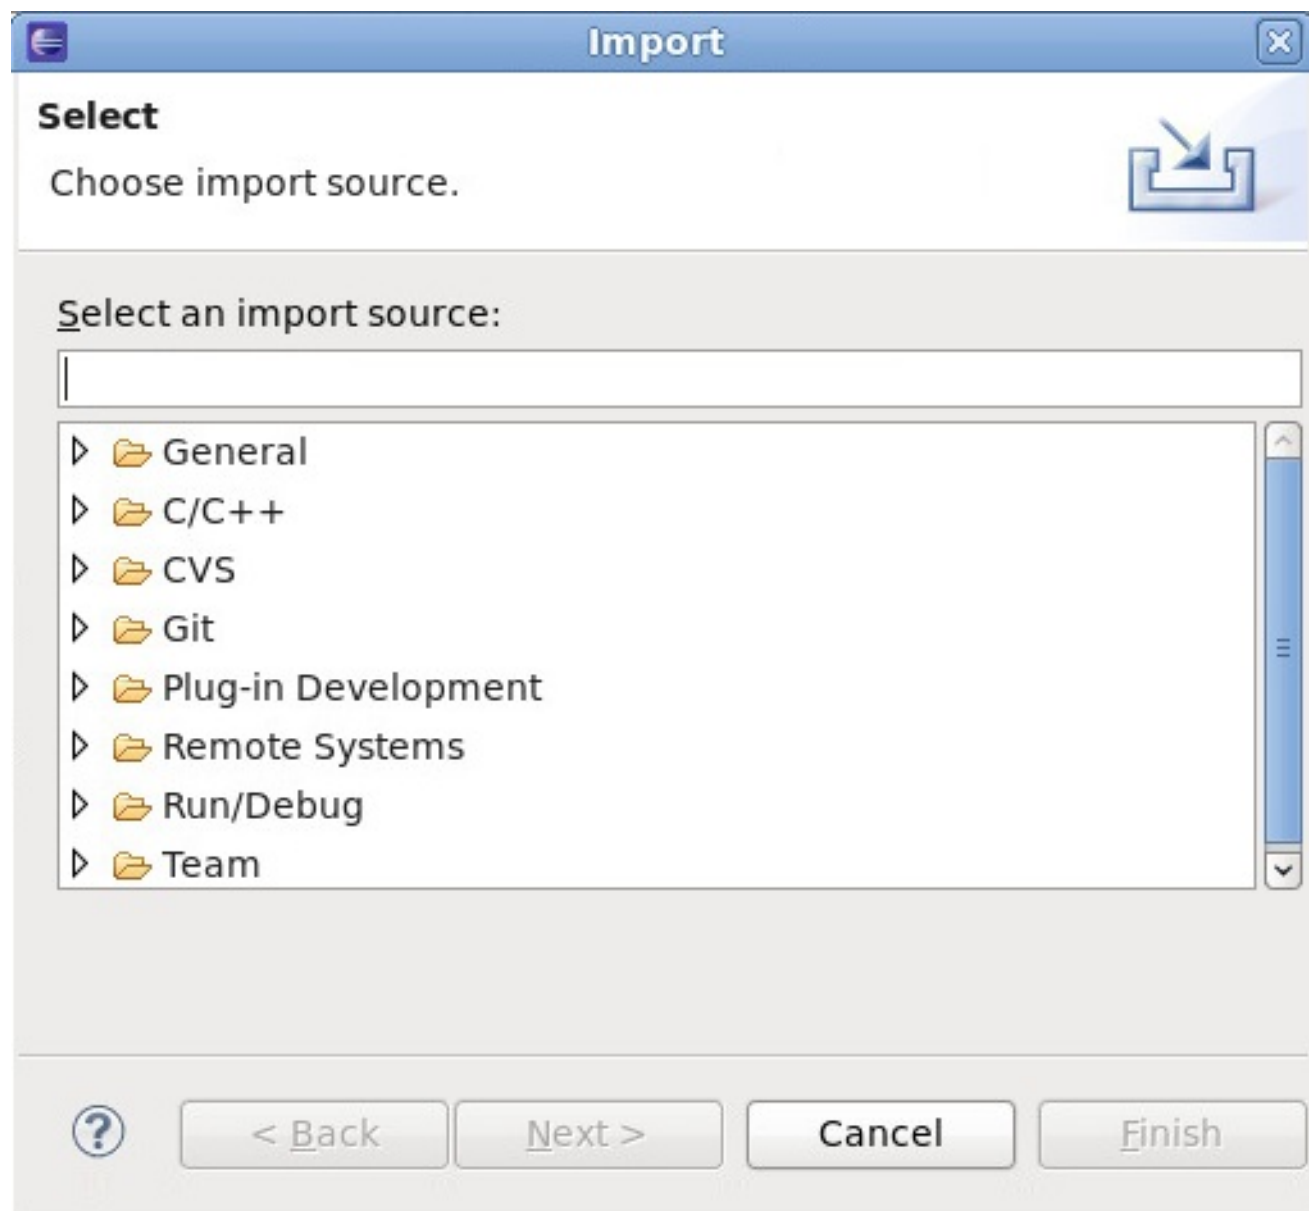 Import
Select
Choose import source.
Select an import source:
General
C/C++
CVS
Git
Plug-in Development
Remote Systems
Run/Debug
Team
? < Back Next > Cancel Finish